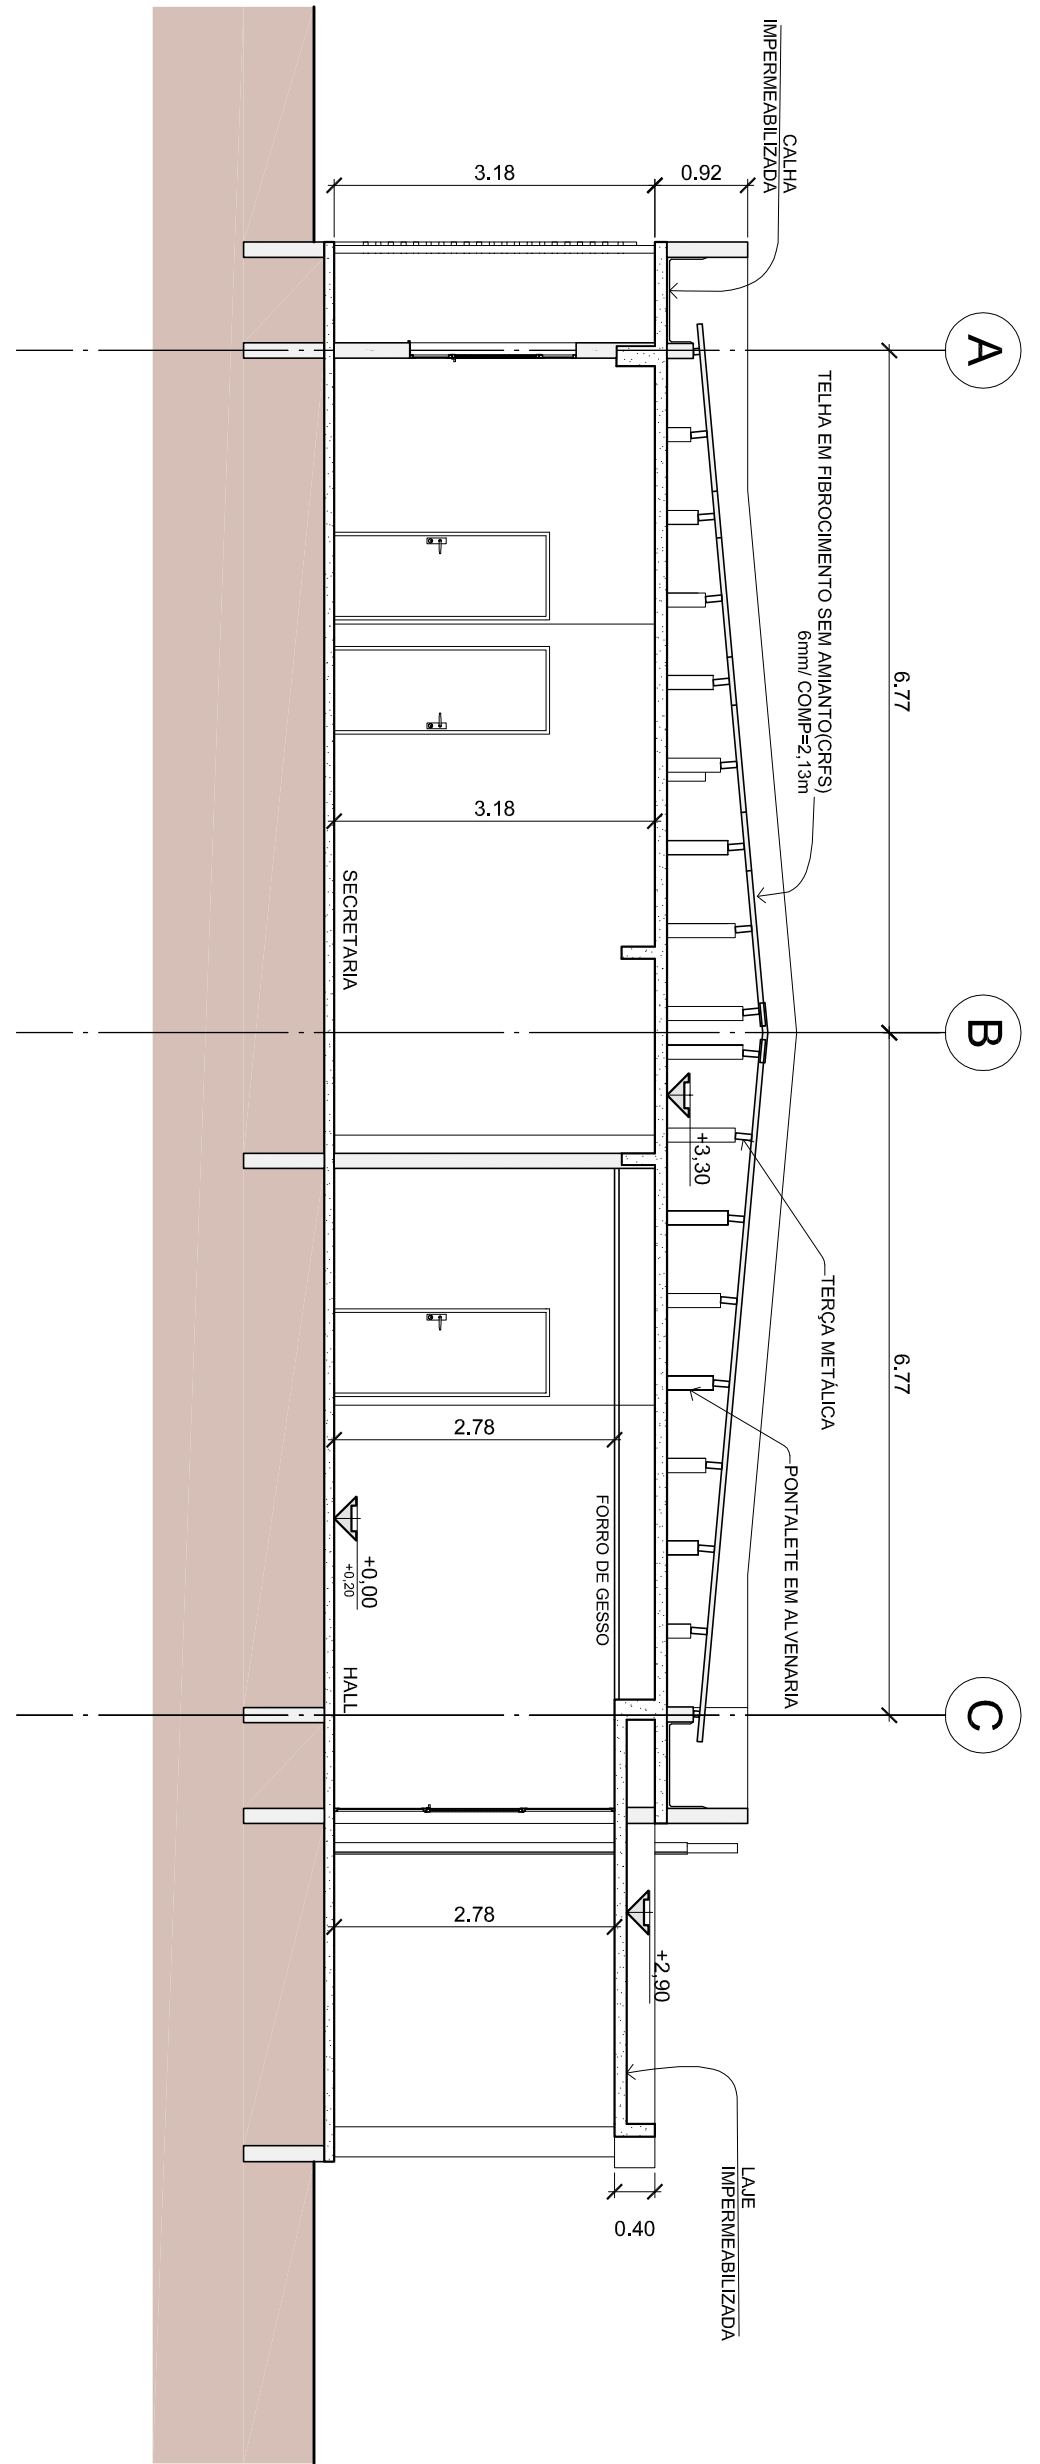 A
B
C
6.77
6.77
CALHA
IMPERMEABILIZADA
TELHA EM FIBROCIMENTO SEM AMIANTO(CRFS)
6mm/ COMP=2,13m
TERÇA METÁLICA
PONTALETE EM ALVENARIA
LAJE
IMPERMEABILIZADA
0.92
3.18
3.18
+3,30
+2,90
0.40
FORRO DE GESSO
2.78
2.78
SECRETARIA
+0,00
+0,20
HALL